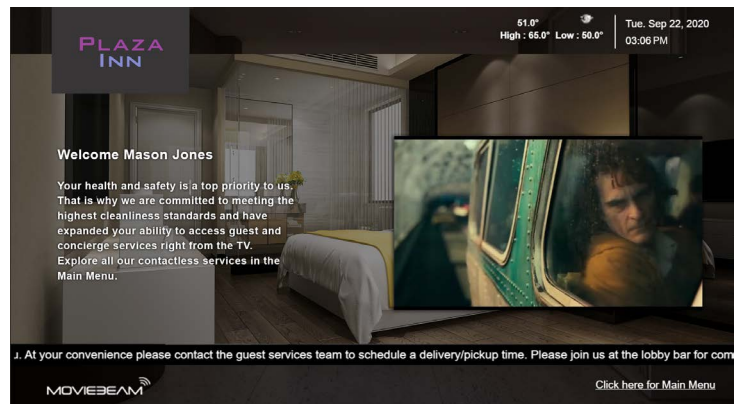 PLAZA
INN
51.0°
High : 65.0° Low : 50.0°
Tue. Sep 22, 2020
03:06 PM
Welcome Mason Jones
Your health and safety is a top priority to us.
That is why we are committed to meeting the
highest cleanliness standards and have
expanded your ability to access guest and
concierge services right from the TV.
Explore all our contactless services in the
Main Menu.
. At your convenience please contact the guest services team to schedule a delivery/pickup time. Please join us at the lobby bar for com
MOVIEBEAM
Click here for Main Menu